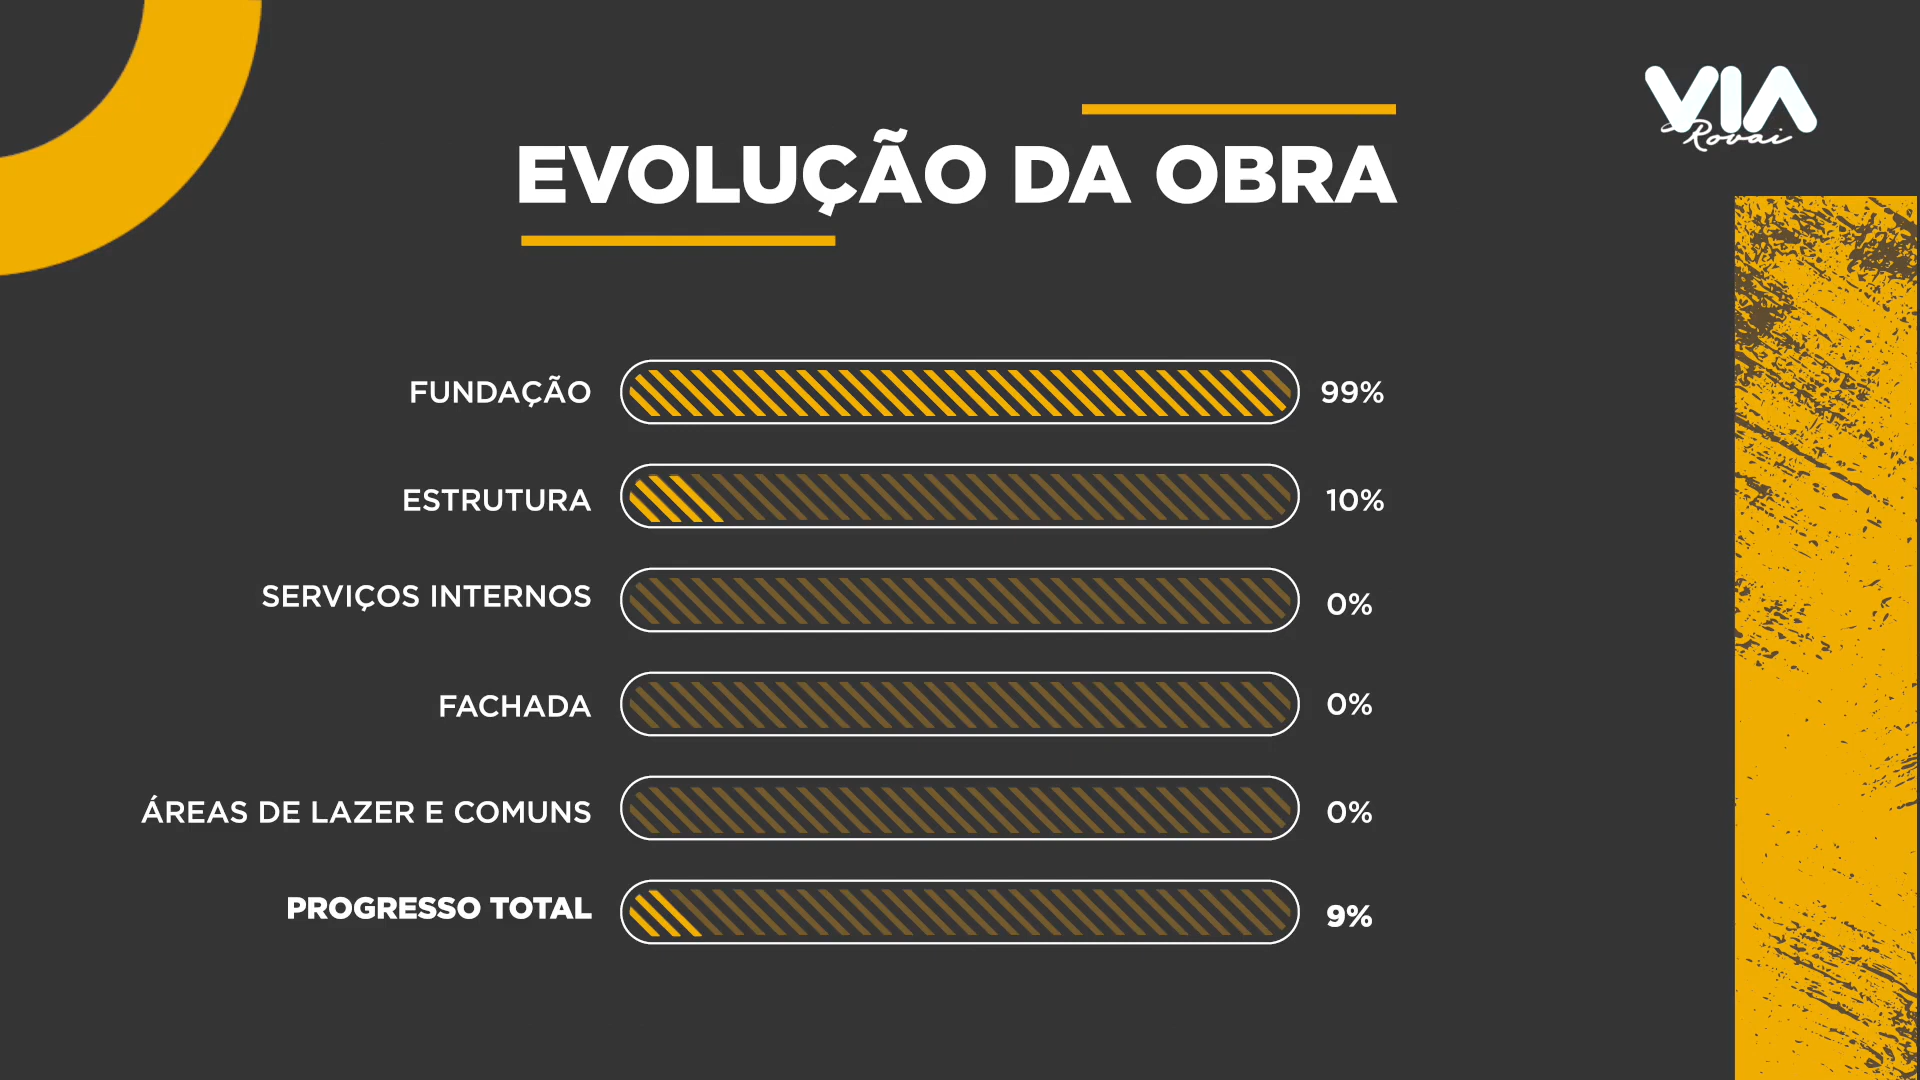 VIA
Rovai
EVOLUÇÃO DA OBRA
FUNDAÇÃO 99%
ESTRUTURA 10%
SERVIÇOS INTERNOS 0%
FACHADA 0%
ÁREAS DE LAZER E COMUNS 0%
PROGRESSO TOTAL 9%